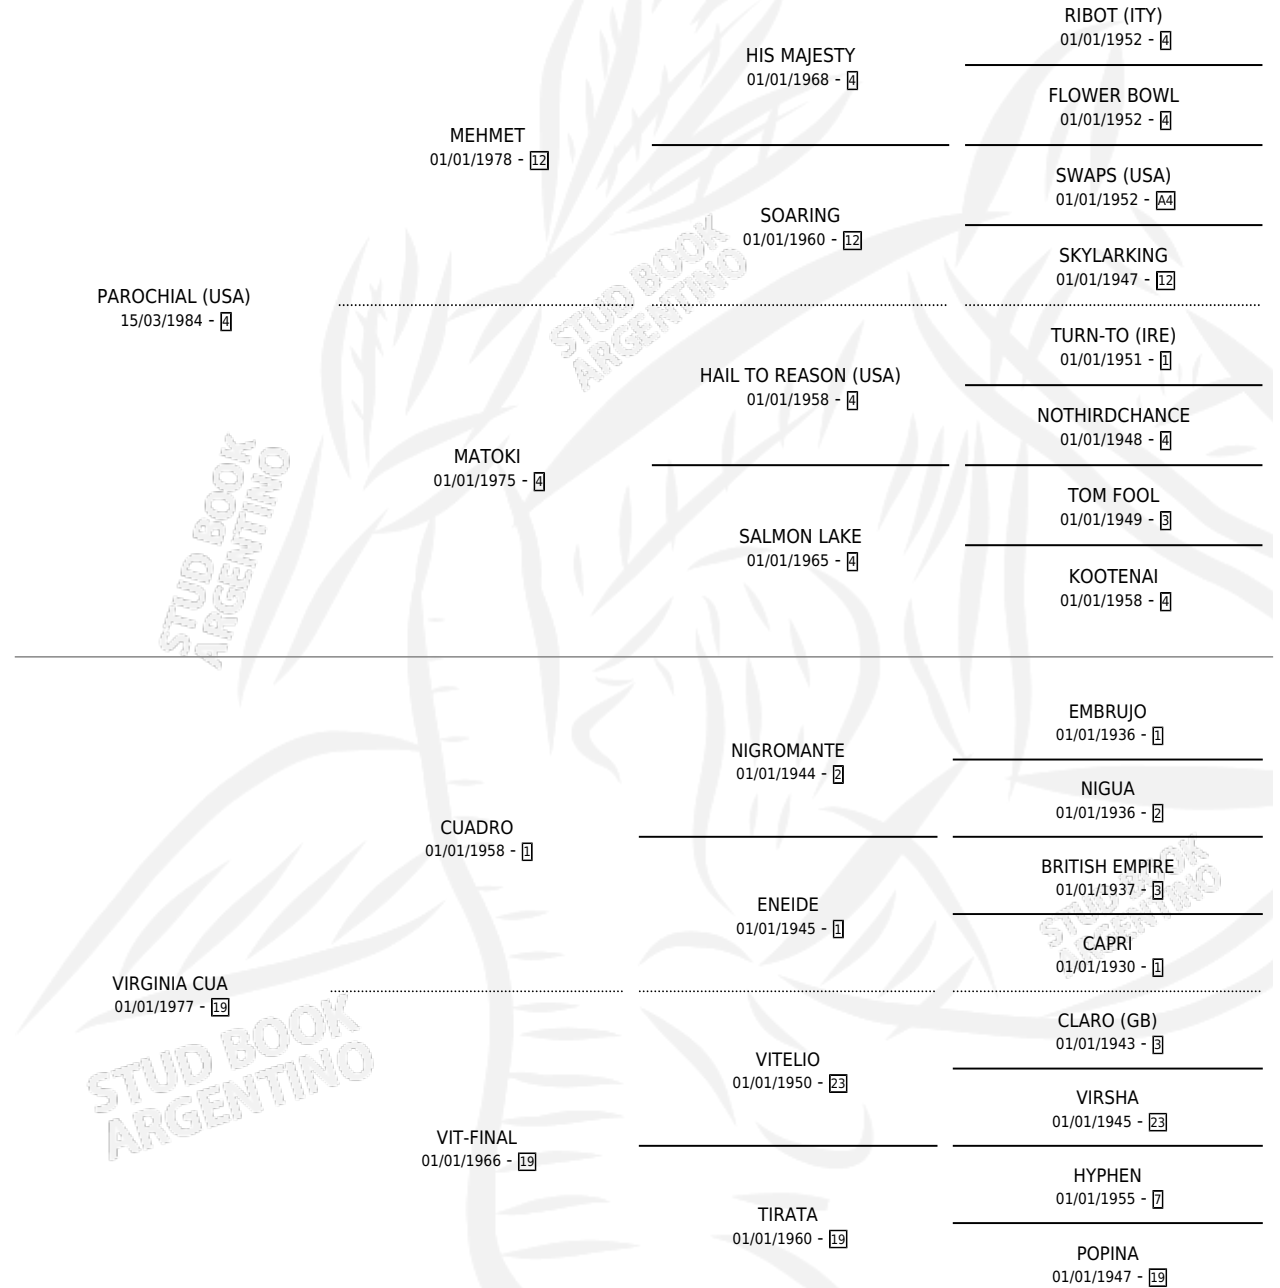 RIBOT (ITY)
01/01/1952 - 4
HIS MAJESTY
01/01/1968 - 4
FLOWER BOWL
01/01/1952 - 4
MEHMET
01/01/1978 - 12
SWAPS (USA)
01/01/1952 - A4
SOARING
01/01/1960 - 12
SKYLARKING
01/01/1947 - 12
PAROCHIAL (USA)
15/03/1984 - 4
TURN-TO (IRE)
01/01/1951 - 1
HAIL TO REASON (USA)
01/01/1958 - 4
NOTHIRDCHANCE
01/01/1948 - 4
MATOKI
01/01/1975 - 4
TOM FOOL
01/01/1949 - 3
SALMON LAKE
01/01/1965 - 4
KOOTENAI
01/01/1958 - 4
EMBRUJO
01/01/1936 - 1
NIGROMANTE
01/01/1944 - 2
NIGUA
01/01/1936 - 2
CUADRO
01/01/1958 - 1
BRITISH EMPIRE
01/01/1937 - 3
ENEIDE
01/01/1945 - 1
CAPRI
01/01/1930 - 1
VIRGINIA CUA
01/01/1977 - 19
CLARO (GB)
01/01/1943 - 3
VITELIO
01/01/1950 - 23
VIRSHA
01/01/1945 - 23
VIT-FINAL
01/01/1966 - 19
HYPHEN
01/01/1955 - 7
TIRATA
01/01/1960 - 19
POPINA
01/01/1947 - 19
STUD BOOK
ARGENTINO
STUD BOOK
ARGENTINO
STUD BOOK
ARGENTINO
STUD BOOK
ARGENTINO